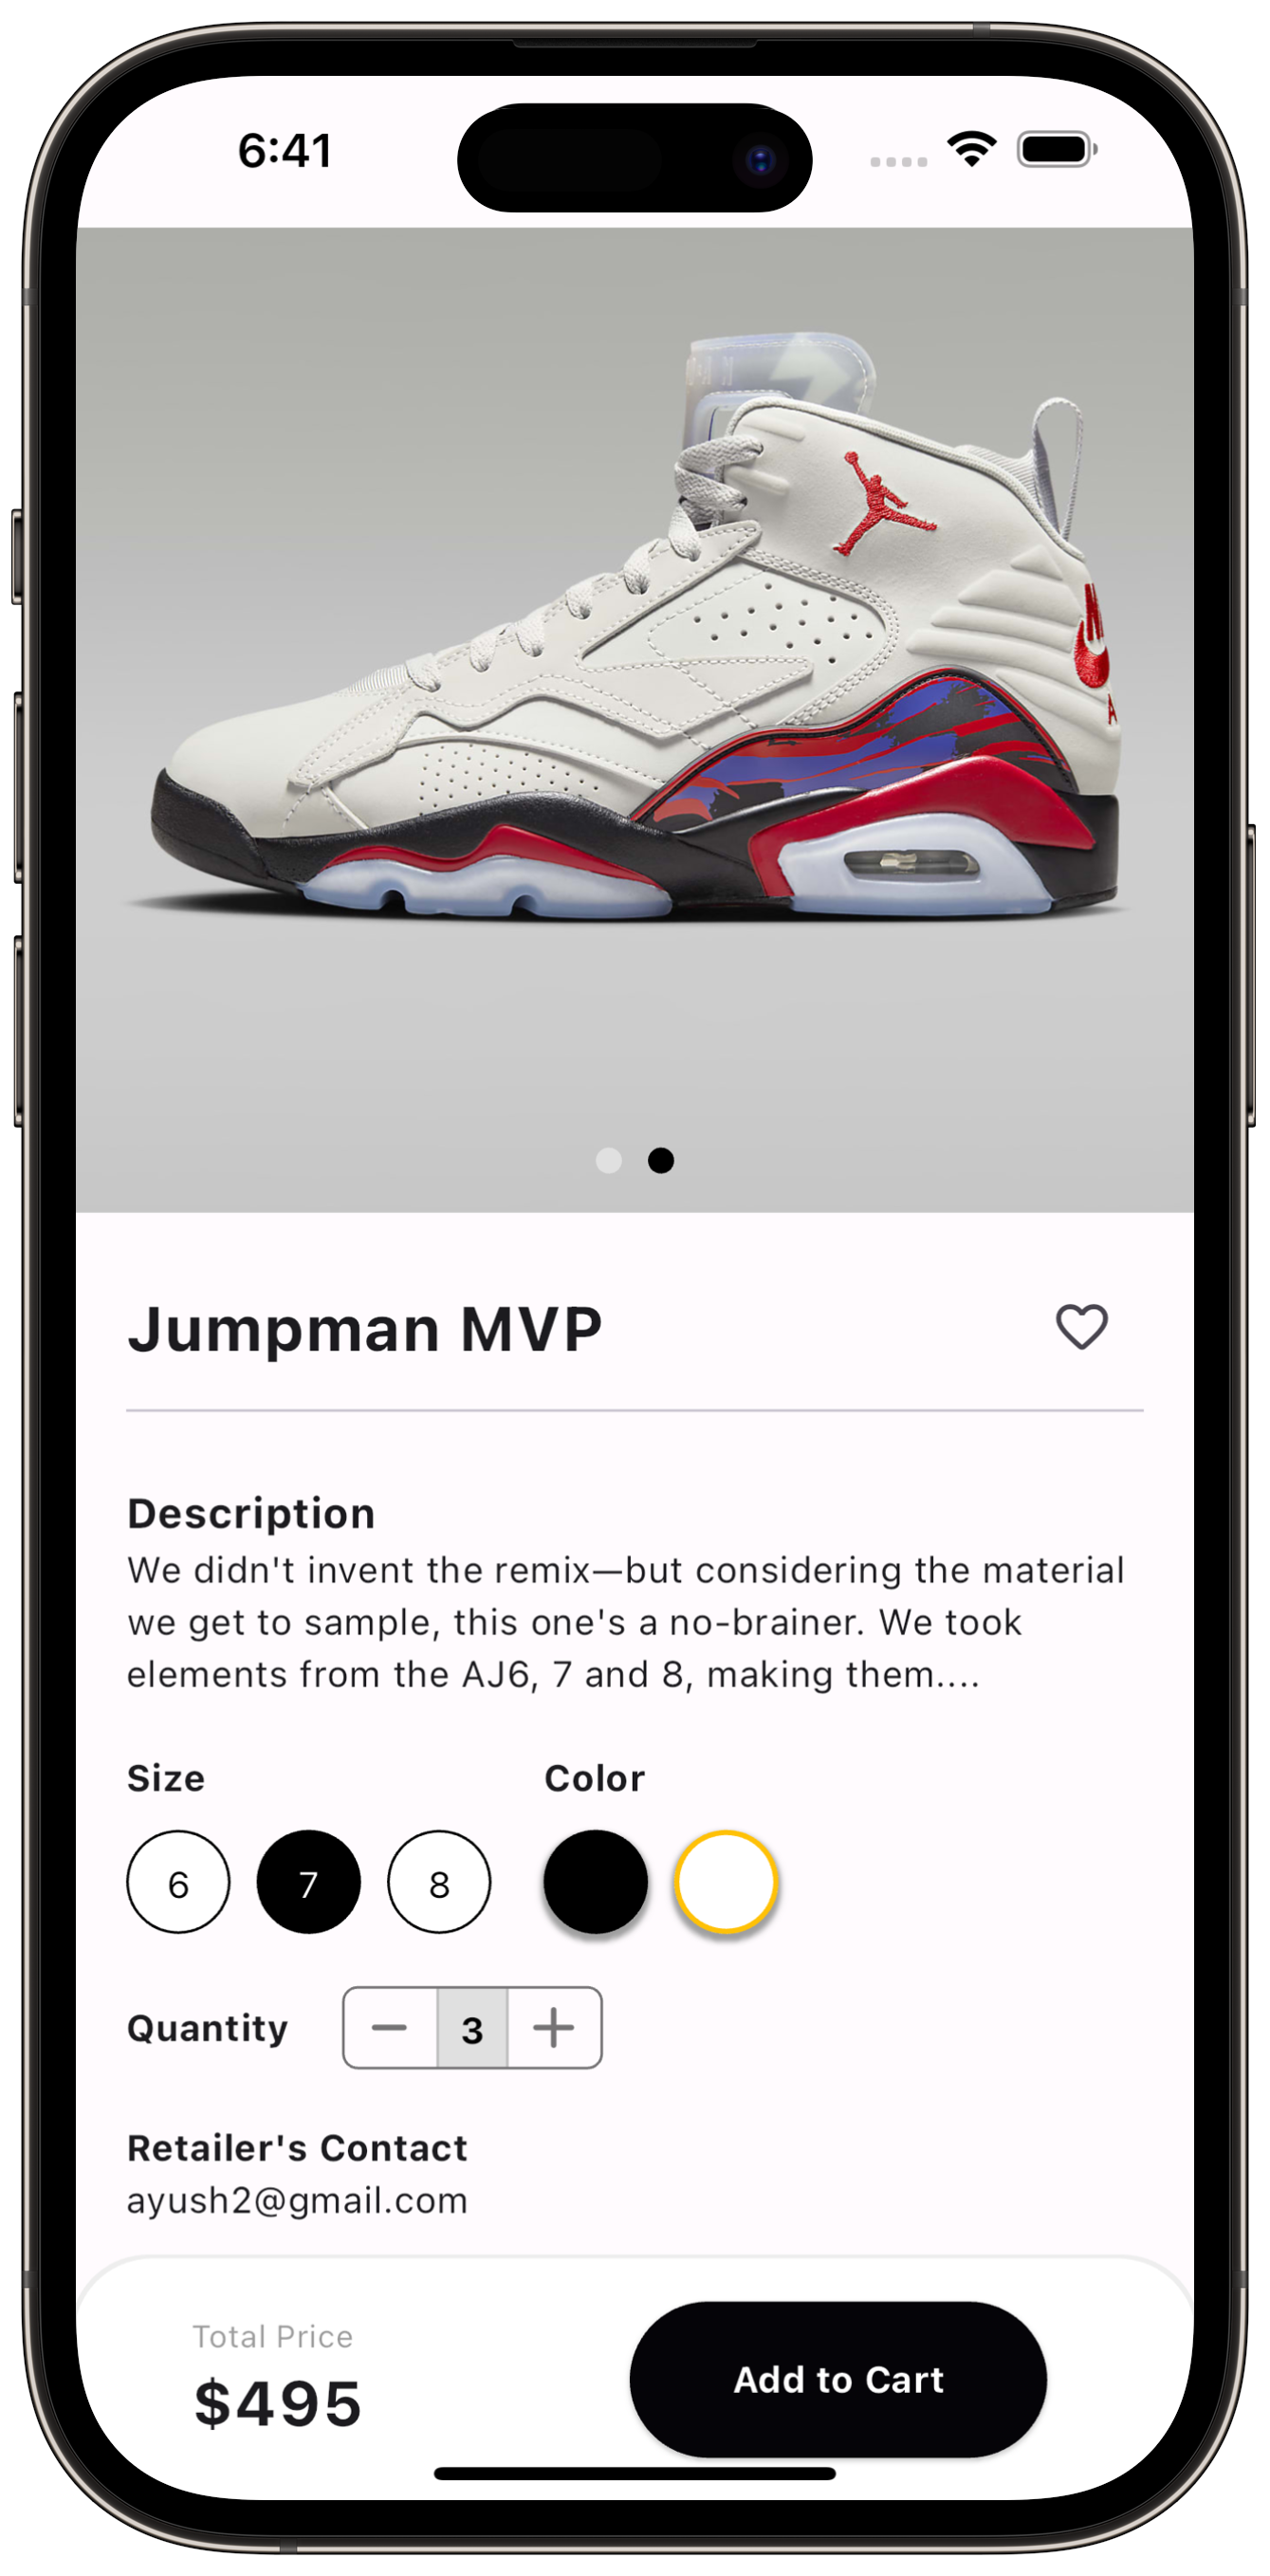 6:41
Jumpman MVP
Description
We didn't invent the remix—but considering the material
we get to sample, this one's a no-brainer. We took
elements from the AJ6, 7 and 8, making them....
Size Color
6 7 8
Quantity 3
Retailer's Contact
ayush2@gmail.com
Total Price
$495
Add to Cart